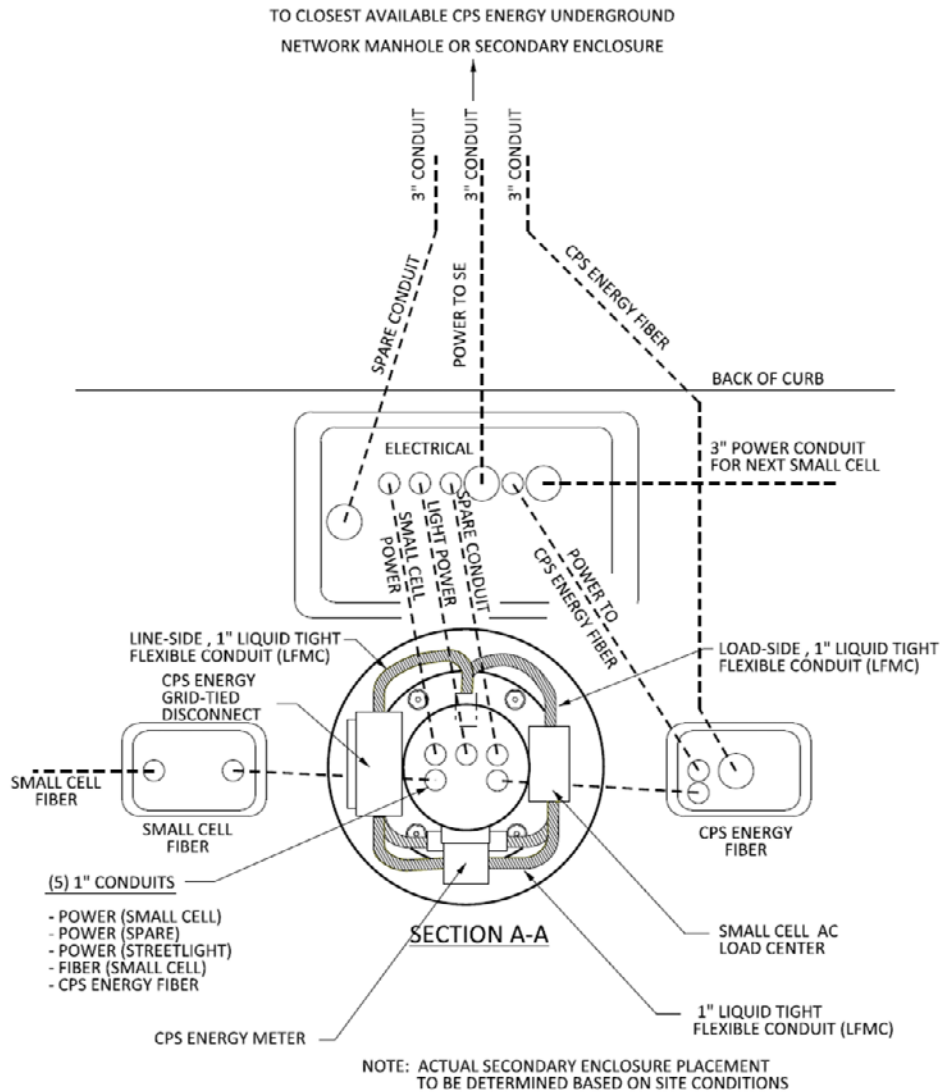 TO CLOSEST AVAILABLE CPS ENERGY UNDERGROUND
NETWORK MANHOLE OR SECONDARY ENCLOSURE
3" CONDUIT
3" CONDUIT
3" CONDUIT
SPARE CONDUIT
POWER TO SE
CPS ENERGY FIBER
BACK OF CURB
ELECTRICAL
3" POWER CONDUIT
FOR NEXT SMALL CELL
SMALL CELL
POWER
LIGHT POWER
SPARE CONDUIT
POWER TO
CPS ENERGY FIBER
LINE-SIDE , 1" LIQUID TIGHT
FLEXIBLE CONDUIT (LFMC)
LOAD-SIDE , 1" LIQUID TIGHT
FLEXIBLE CONDUIT (LFMC)
CPS ENERGY
GRID-TIED
DISCONNECT
SMALL CELL
FIBER
SMALL CELL
FIBER
CPS ENERGY
FIBER
(5) 1" CONDUITS
- POWER (SMALL CELL)
- POWER (SPARE)
- POWER (STREETLIGHT)
- FIBER (SMALL CELL)
- CPS ENERGY FIBER
SECTION A-A
SMALL CELL AC
LOAD CENTER
CPS ENERGY METER
1" LIQUID TIGHT
FLEXIBLE CONDUIT (LFMC)
NOTE: ACTUAL SECONDARY ENCLOSURE PLACEMENT
TO BE DETERMINED BASED ON SITE CONDITIONS